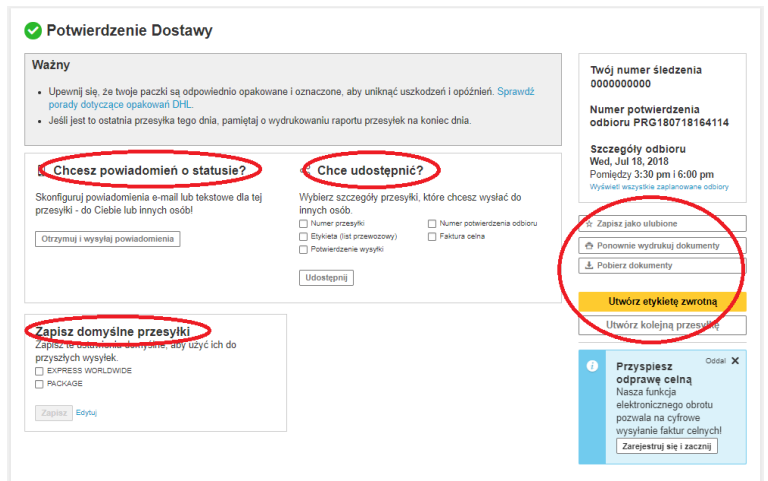 Potwierdzenie Dostawy
Ważny
Upewnij się, że twoje paczki są odpowiednio opakowane i oznaczone, aby uniknąć uszkodzeń i opóźnień. Sprawdź
porady dotyczące opakowań DHL.
Jeśli jest to ostatnia przesyłka tego dnia, pamiętaj o wydrukowaniu raportu przesyłek na koniec dnia.
Chcesz powiadomień o statusie?
Skonfiguruj powiadomienia e-mail lub tekstowe dla tej
przesyłki - do Ciebie lub innych osób!
Otrzymuj i wysyłaj powiadomienia
Chce udostępnić?
Wybierz szczegóły przesyłki, które chcesz wysłać do
innych osób.
Numer przesyłki
Numer potwierdzenia odbioru
Etykieta (list przewozowy)
Faktura celna
Potwierdzenie wysyłki
Udostępnij
Zapisz domyślne przesyłki
Zapisz te ustawienia domyślne, aby użyć ich do
przyszłych wysyłek.
EXPRESS WORLDWIDE
PACKAGE
Zapisz Edytuj
Twój numer śledzenia
0000000000
Numer potwierdzenia
odbioru PRG180718164114
Szczegóły odbioru
Wed, Jul 18, 2018
Pomiędzy 3:30 pm i 6:00 pm
Wyświetl wszystkie zaplanowane odbiory
Zapisz jako ulubione
Ponownie wydrukuj dokumenty
Pobierz dokumenty
Utwórz etykietę zwrotną
Utwórz kolejną przesyłkę
Oddal X
Przyspiesz
odprawę celną
Nasza funkcja
elektronicznego obrotu
pozwala na cyfrowe
wysyłanie faktur celnych!
Zarejestruj się i zacznij